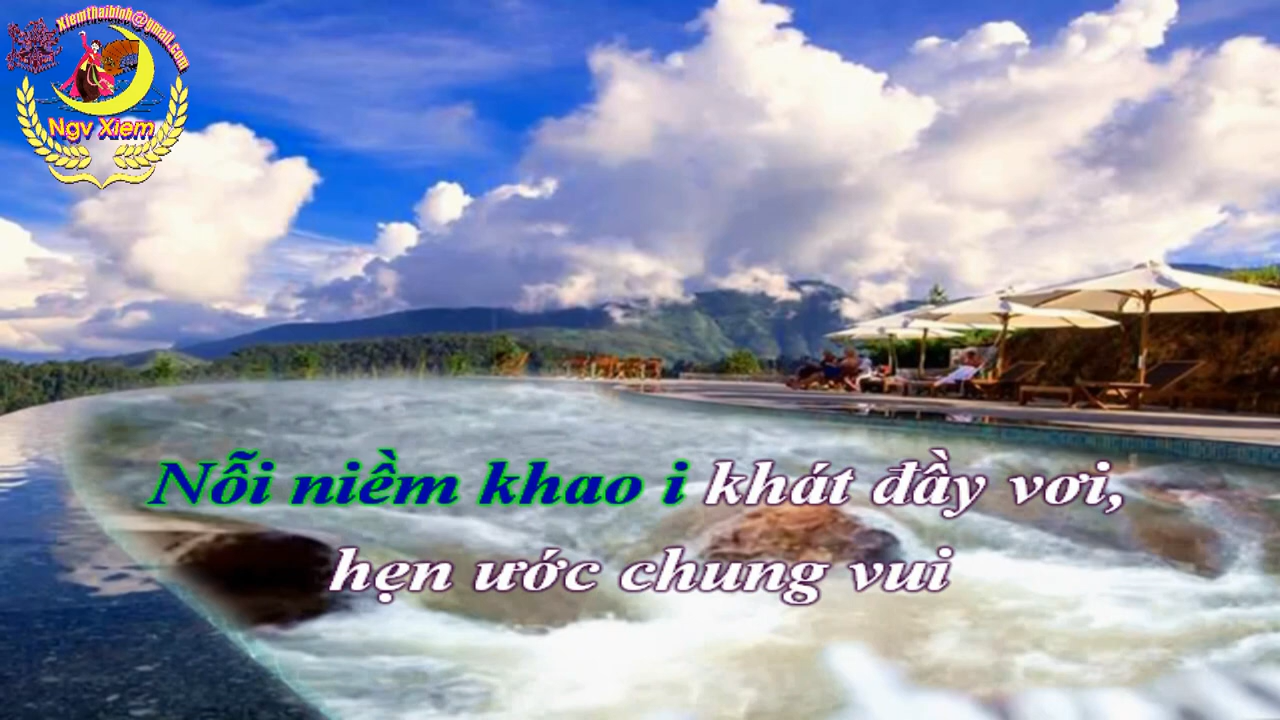 Xiemthaibinh@gmail.com
Ngv Xiem
Nỗi niềm khao i khát đầy vơi,
hẹn ước chung vui